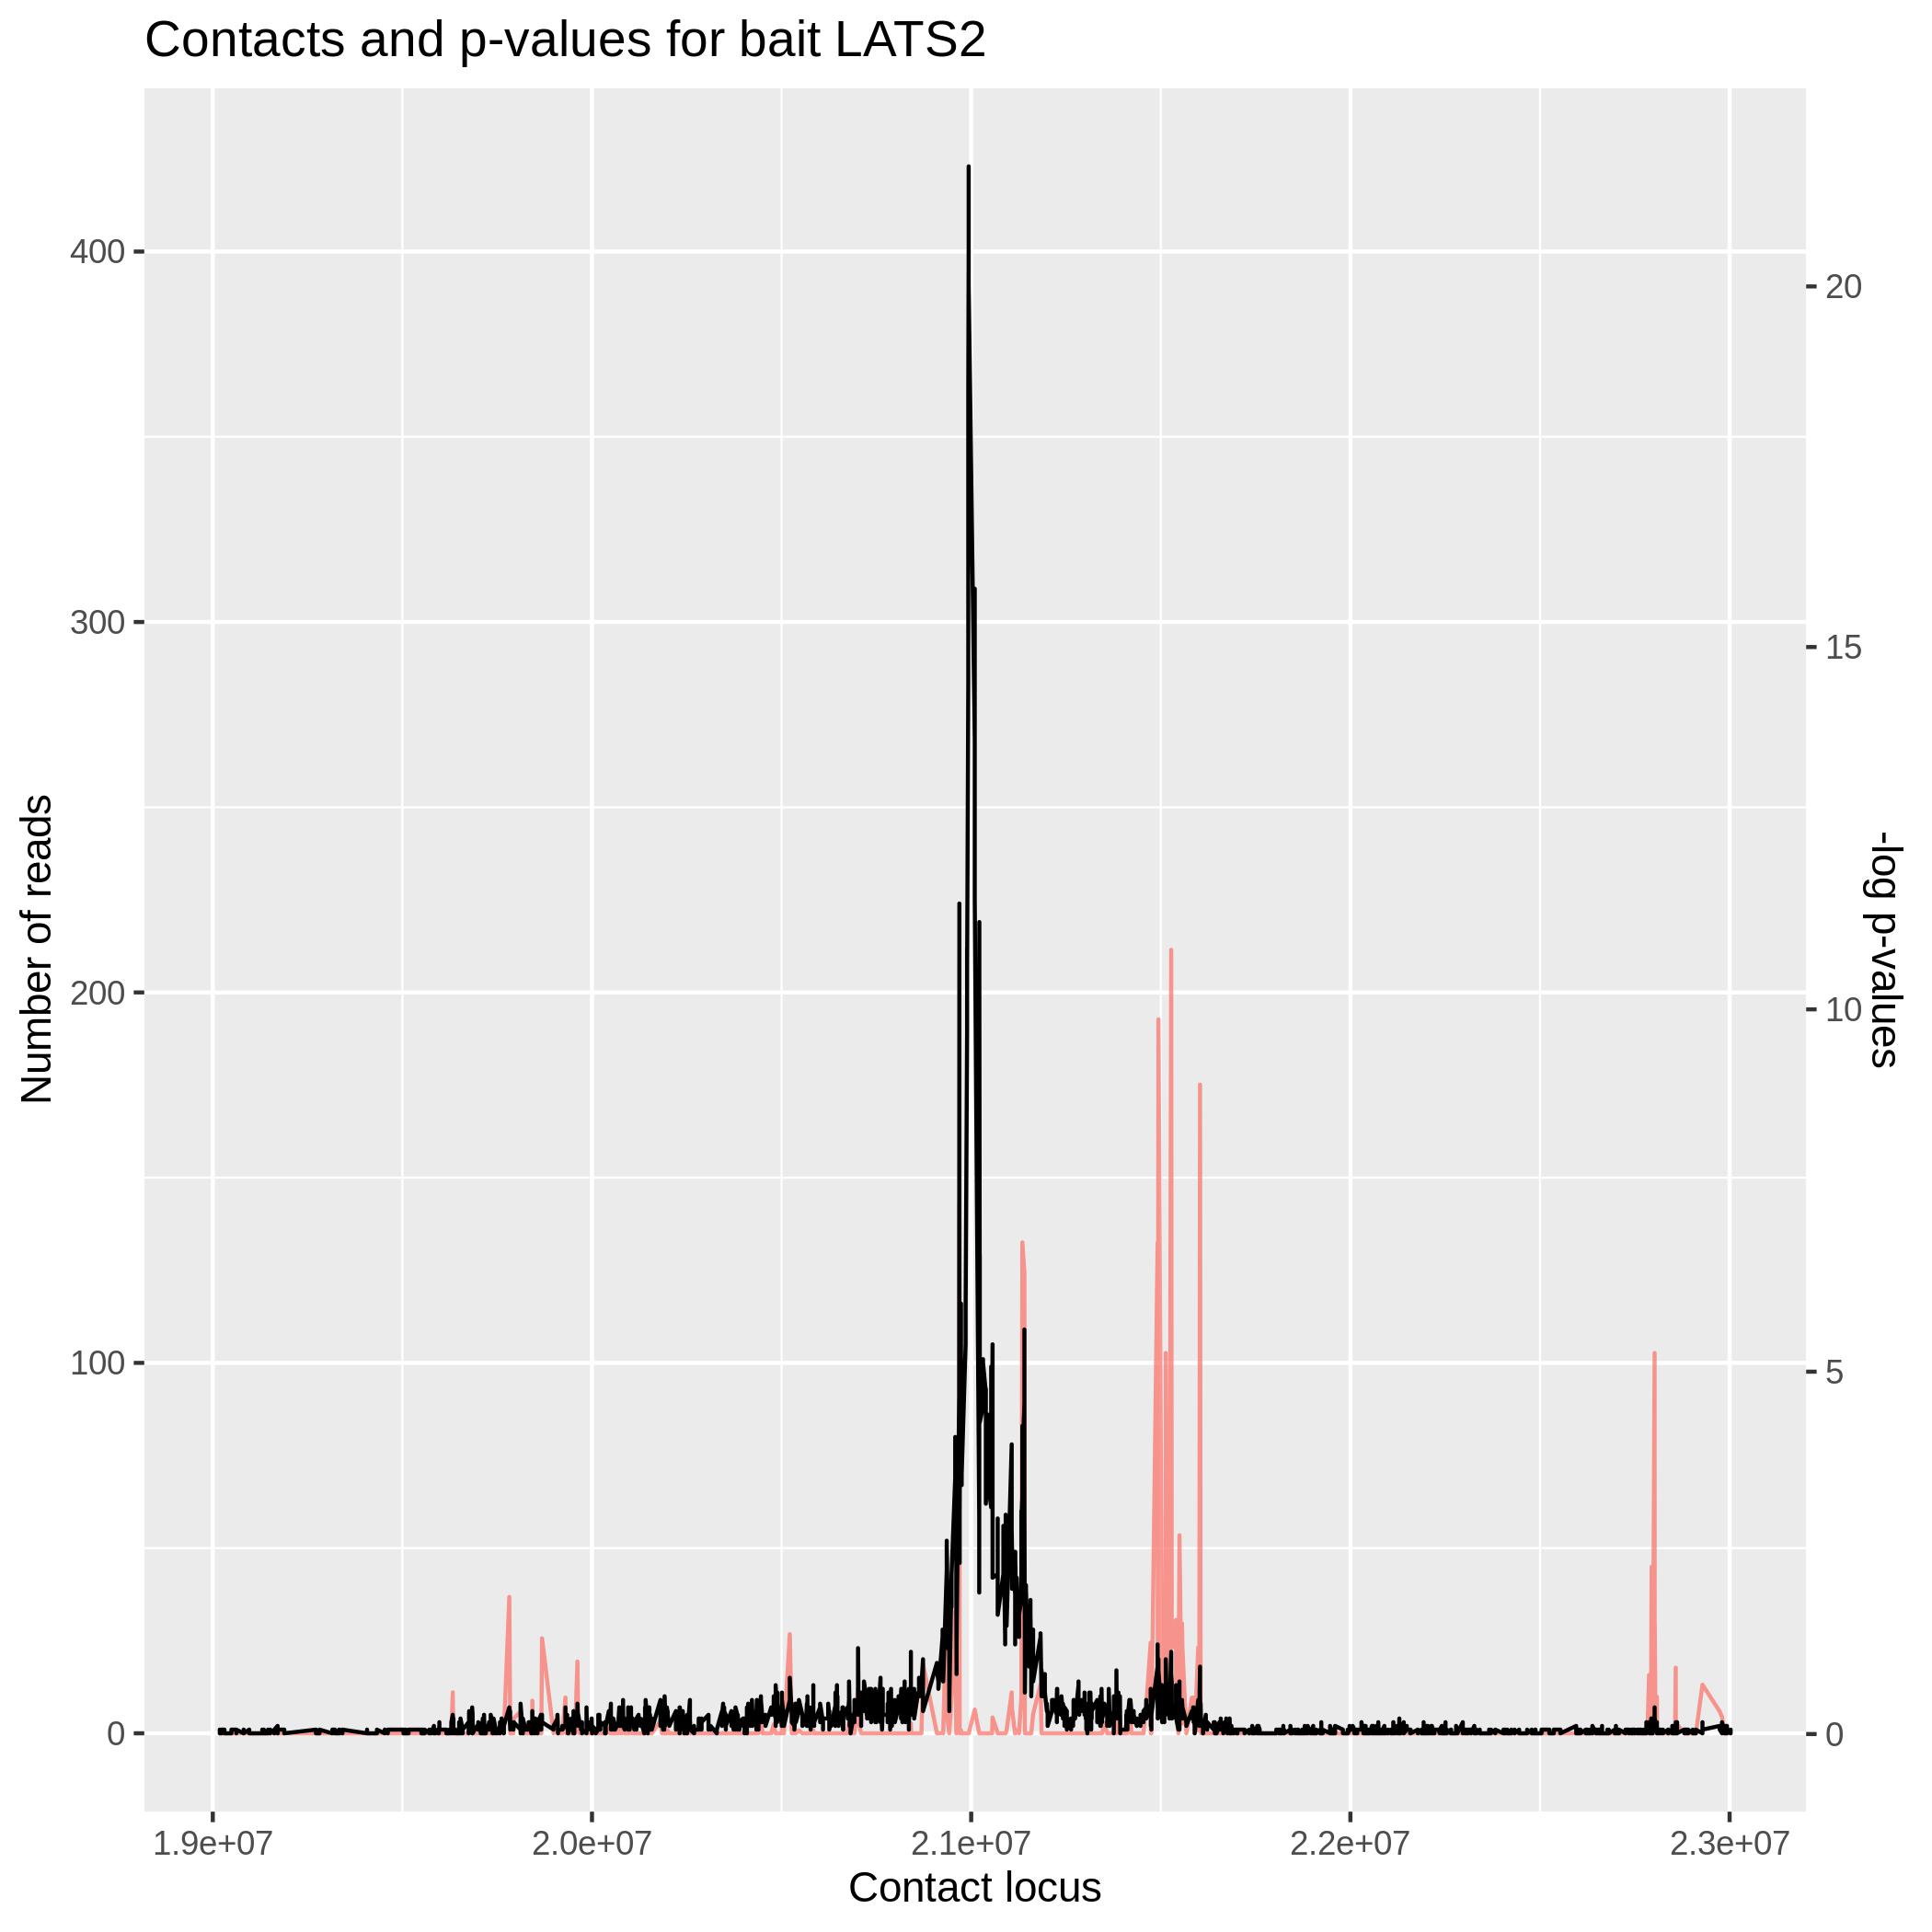 Contacts and p-values for bait LATS2
400
300
200
100
0
Number of reads
20
15
10
5
0
-log p-values
1.9e+07 2.0e+07 2.1e+07 2.2e+07 2.3e+07
Contact locus